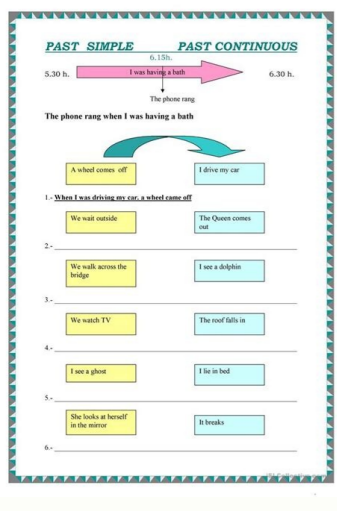 PAST SIMPLE PAST CONTINUOUS
6.15h.
5.30 h. I was having a bath 6.30 h.
The phone rang
The phone rang when I was having a bath
A wheel comes off I drive my car
1.- When I was driving my car, a wheel came off
We wait outside The Queen comes
out
2.-
We walk across the I see a dolphin
bridge
3.-
We watch TV The roof falls in
4.-
I see a ghost I lie in bed
5.-
She looks at herself It breaks
in the mirror
6.-